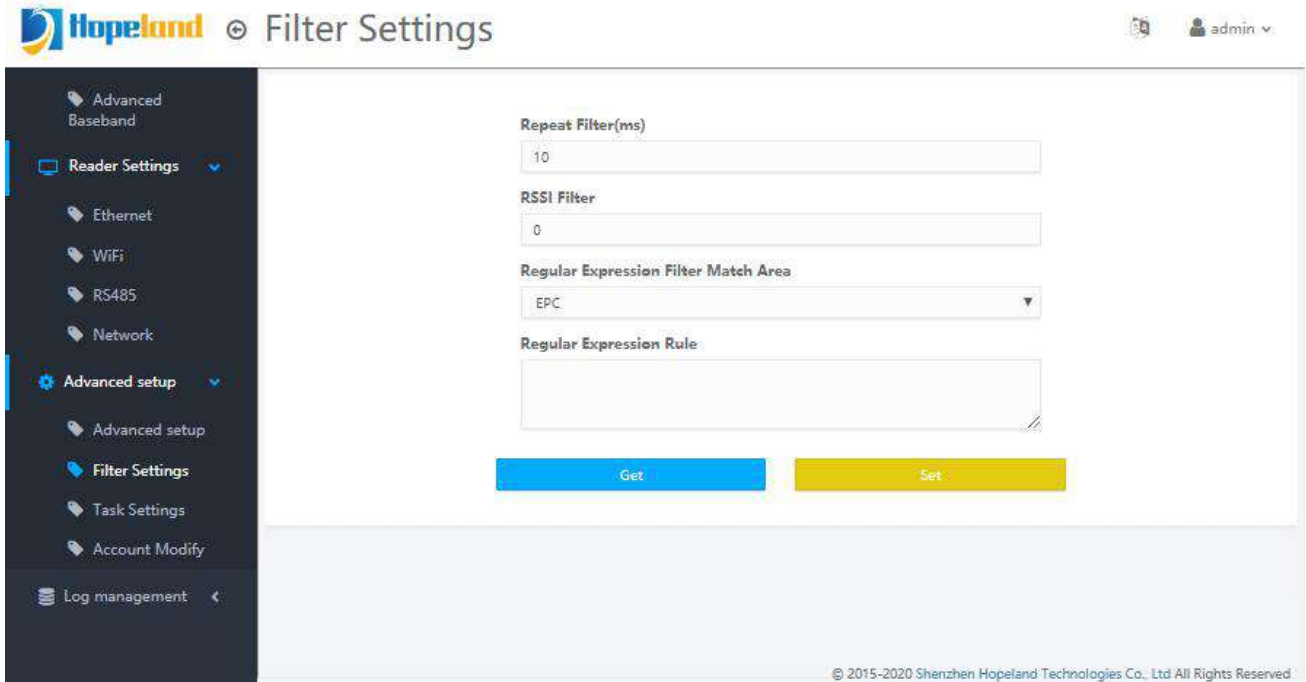 Hopeland Filter Settings admin
Advanced
Baseband
Reader Settings
Ethernet
WiFi
RS485
Network
Advanced setup
Advanced setup
Filter Settings
Task Settings
Account Modify
Log management
Repeat Filter(ms)
10
RSSI Filter
0
Regular Expression Filter Match Area
EPC
Regular Expression Rule
Get Set
© 2015-2020 Shenzhen Hopeland Technologies Co., Ltd All Rights Reserved